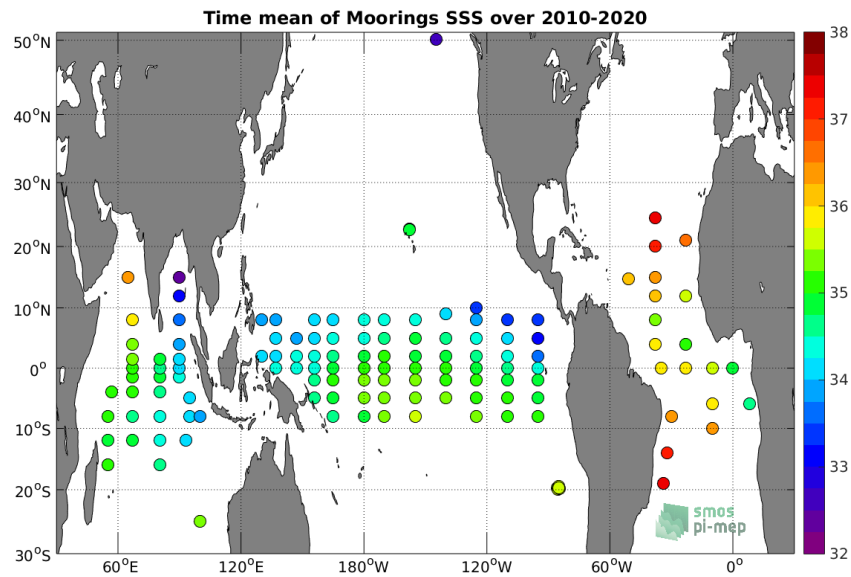 Time mean of Moorings SSS over 2010-2020
50°N
40°N
30°N
20°N
10°N
0°
10°S
20°S
30°S
60°E
120°E
180°W
120°W
60°W
0°
38
37
36
35
34
33
32
smos
pi-mep